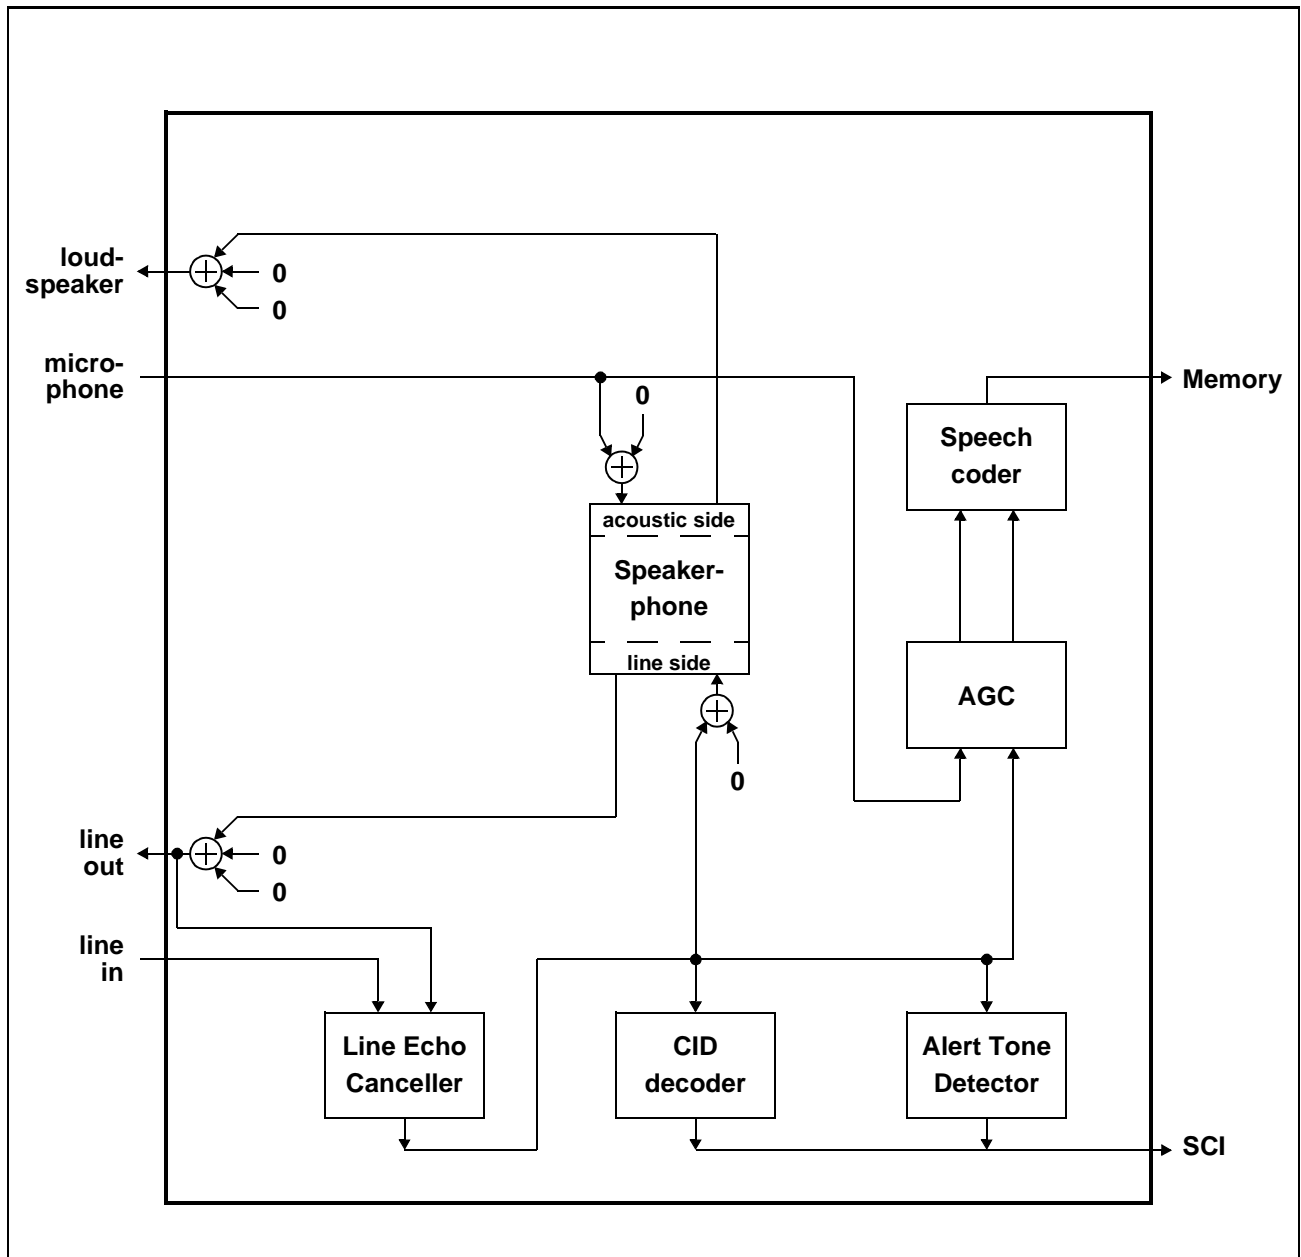 loud-
speaker
0
0
micro-
phone
0
Memory
Speech
coder
acoustic side
Speaker-
phone
line side
AGC
0
line
out
0
0
line
in
Line Echo
Canceller
CID
decoder
Alert Tone
Detector
SCI